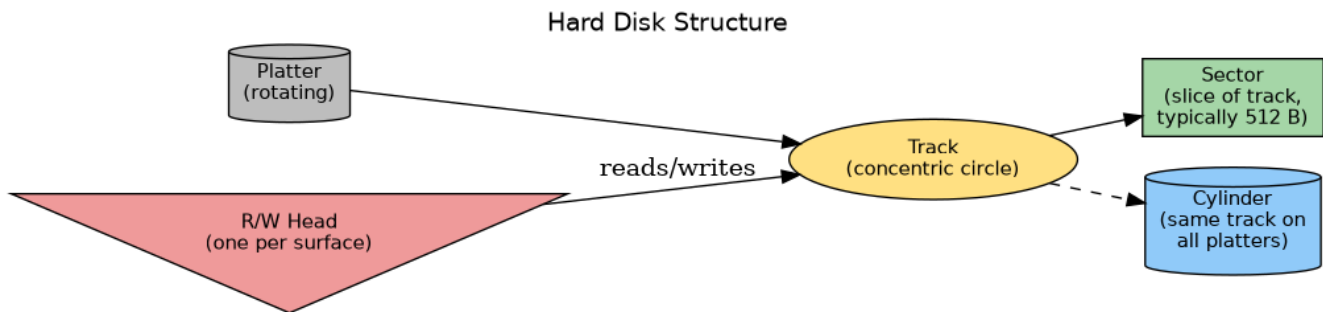 Hard Disk Structure
Platter
(rotating)
Sector
(slice of track,
typically 512 B)
Track
(concentric circle)
reads/writes
Cylinder
(same track on
all platters)
R/W Head
(one per surface)